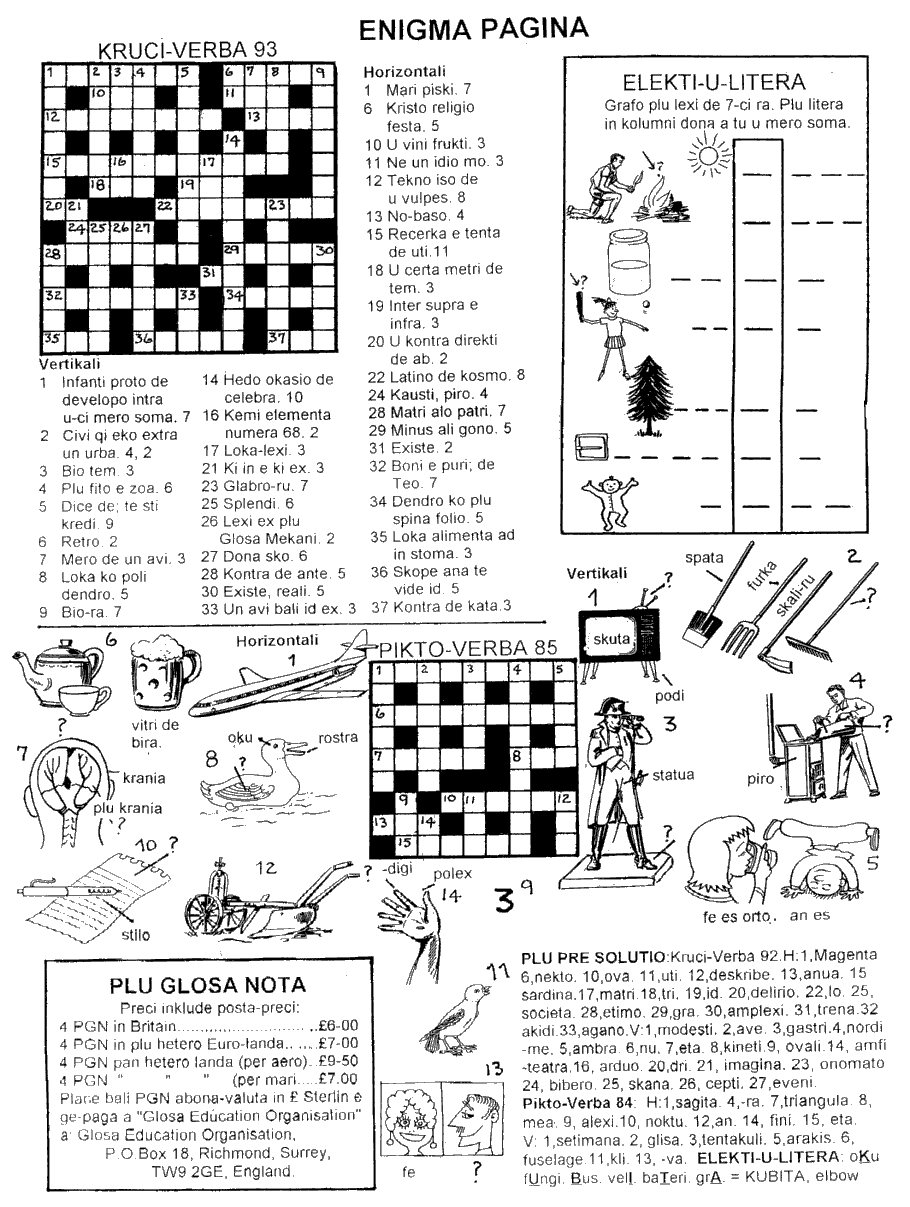 ENIGMA PAGINA
KRUCI-VERBA 93
1 2 3 4 5 6 7 8 9
10 11
12 13
14
15 16 17
18 19
20 21 22 23
24 25 26 27
28 29 30
31
32 33 34
35 36 37
Horizontali
1 Mari piski. 7
6 Kristo religio
festa. 5
10 U vini frukti. 3
11 Ne un idio mo. 3
12 Tekno iso de
u vulpes. 8
13 No-baso. 4
15 Recerka e tenta
de uti.11
18 U certa metri de
tem. 3
19 Inter supra e
infra. 3
20 U kontra direkti
de ab. 2
22 Latino de kosmo. 8
24 Kausti, piro. 4
28 Matri alo patri. 7
29 Minus ali gono. 5
31 Existe. 2
32 Boni e puri; de
Teo. 7
34 Dendro ko plu
spina folio. 5
35 Loka alimenta ad
in stoma. 3
36 Skope ana te
vide id. 5
37 Kontra de kata.3
Vertikali
1 Infanti proto de
developo intra
u-ci mero soma. 7
2 Civi qi eko extra
un urba. 4, 2
3 Bio tem. 3
4 Plu fito e zoa. 6
5 Dice de; te sti
kredi. 9
6 Retro. 2
7 Mero de un avi. 3
8 Loka ko poli
dendro. 5
9 Bio-ra. 7
14 Hedo okasio de
celebra. 10
16 Kemi elementa
numera 68. 2
17 Loka-lexi. 3
21 Ki in e ki ex. 3
23 Glabro-ru. 7
25 Splendi. 6
26 Lexi ex plu
Glosa Mekani. 2
27 Dona sko. 6
28 Kontra de ante. 5
30 Existe, reali. 5
33 Un avi bali id ex. 3
ELEKTI-U-LITERA
Grafo plu lexi de 7-ci ra. Plu litera
in kolumni dona a tu u mero soma.
?
?
PIKTO-VERBA 85
1 2 3 4 5
6
7 8
9 10 11 12
13 14
15
Horizontali
1
6
?
vitri de
bira.
7
krania
plu krania
?
8
?
oku
rostra
10
?
stilo
12
?
-digi
polex
14
3 9
11
13
fe
?
Vertikali
1
?
skuta
podi
spata
furka
skali-ru
2
?
3
statua
?
4
?
piro
5
fe es orto,. an es
PLU GLOSA NOTA
Preci inklude posta-preci:
4 PGN in Britain..............................£6-00
4 PGN in plu hetero Euro-landa.. .....£7-00
4 PGN pan hetero landa (per aero)..£9-50
4 PGN " " " (per mari....£7.00
Place bali PGN abona-valuta in £ Sterlin e
ge-paga a "Glosa Education Organisation"
a: Glosa Education Organisation,
P.O.Box 18, Richmond, Surrey,
TW9 2GE, England.
PLU PRE SOLUTIO:Kruci-Verba 92.H:1,Magenta
6,nekto. 10,ova. 11,uti. 12,deskribe. 13,anua. 15
sardina.17,matri.18,tri. 19,id. 20,delirio. 22,lo. 25,
societa. 28,etimo. 29,gra. 30,amplexi. 31,trena.32
akidi.33,agano.V:1,modesti. 2,ave. 3,gastri.4,nordi
-me. 5,ambra. 6,nu. 7,eta. 8,kineti.9, ovali.14, amfi
-teatra,16, arduo. 20,dri. 21, imagina. 23, onomato
24, bibero. 25, skana. 26, cepti. 27,eveni.
Pikto-Verba 84: H:1,sagita. 4,-ra. 7,triangula. 8,
mea. 9, alexi.10, noktu. 12,an. 14, fini. 15, eta.
V: 1,setimana. 2, glisa. 3,tentakuli. 5,arakis. 6,
fuselage.11,kli. 13, -va. ELEKTI-U-LITERA: oKu
fUngi. Bus. velI. baTeri. grA. = KUBITA, elbow